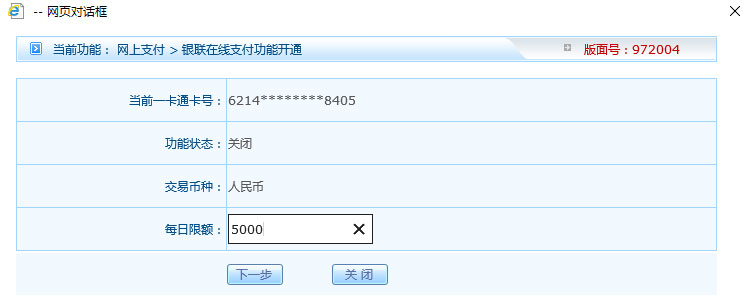 -- 网页对话框
当前功能： 网上支付 > 银联在线支付功能开通 版面号：972004
当前一卡通卡号： 6214********8405
功能状态： 关闭
交易币种： 人民币
每日限额： 5000
下一步 关 闭